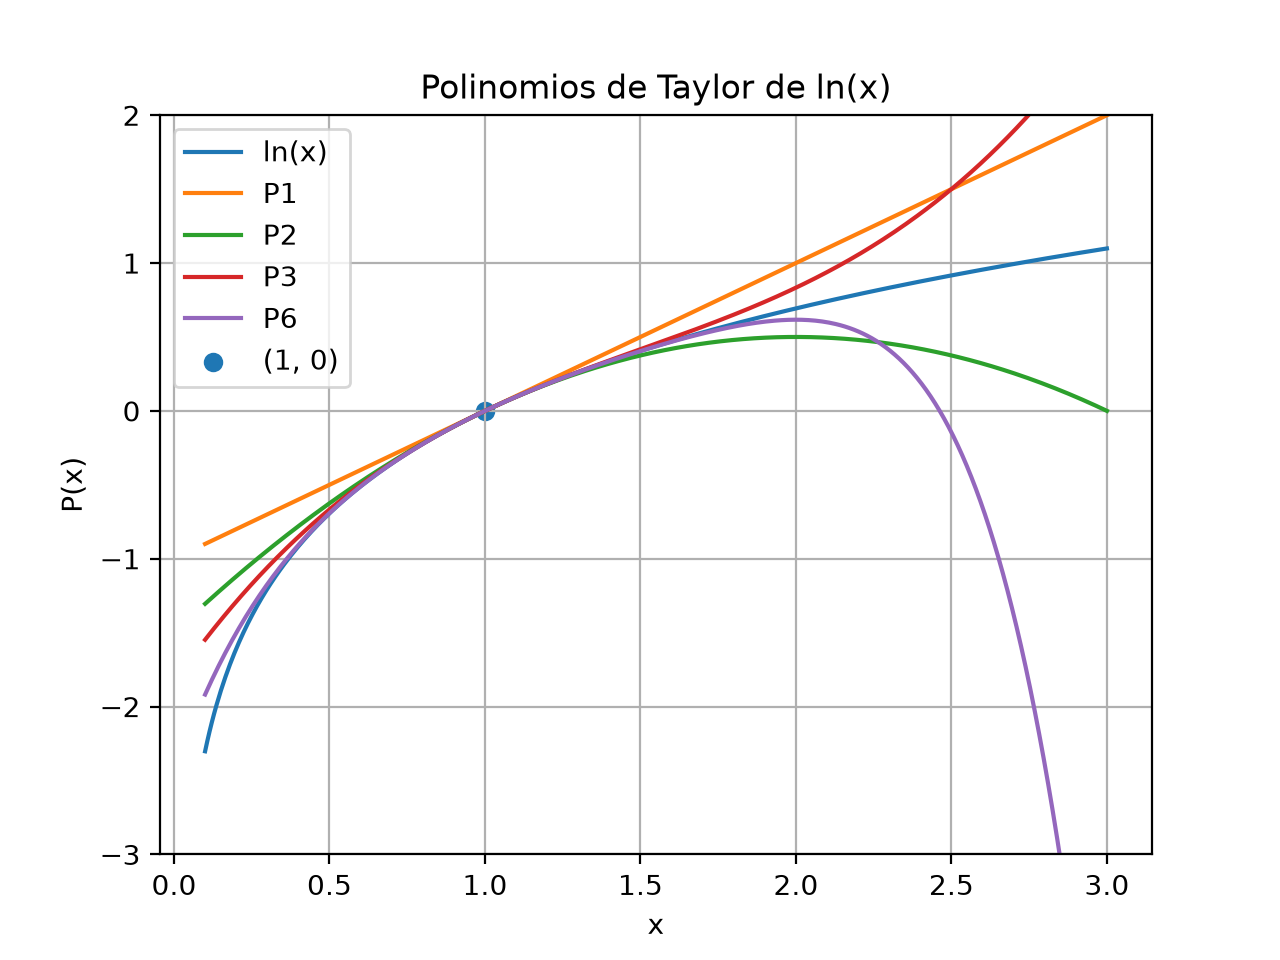 Polinomios de Taylor de ln(x)
ln(x)
P1
P2
P3
P6
(1, 0)
P(x)
2
1
0
−1
−2
−3
0.0 0.5 1.0 1.5 2.0 2.5 3.0
x